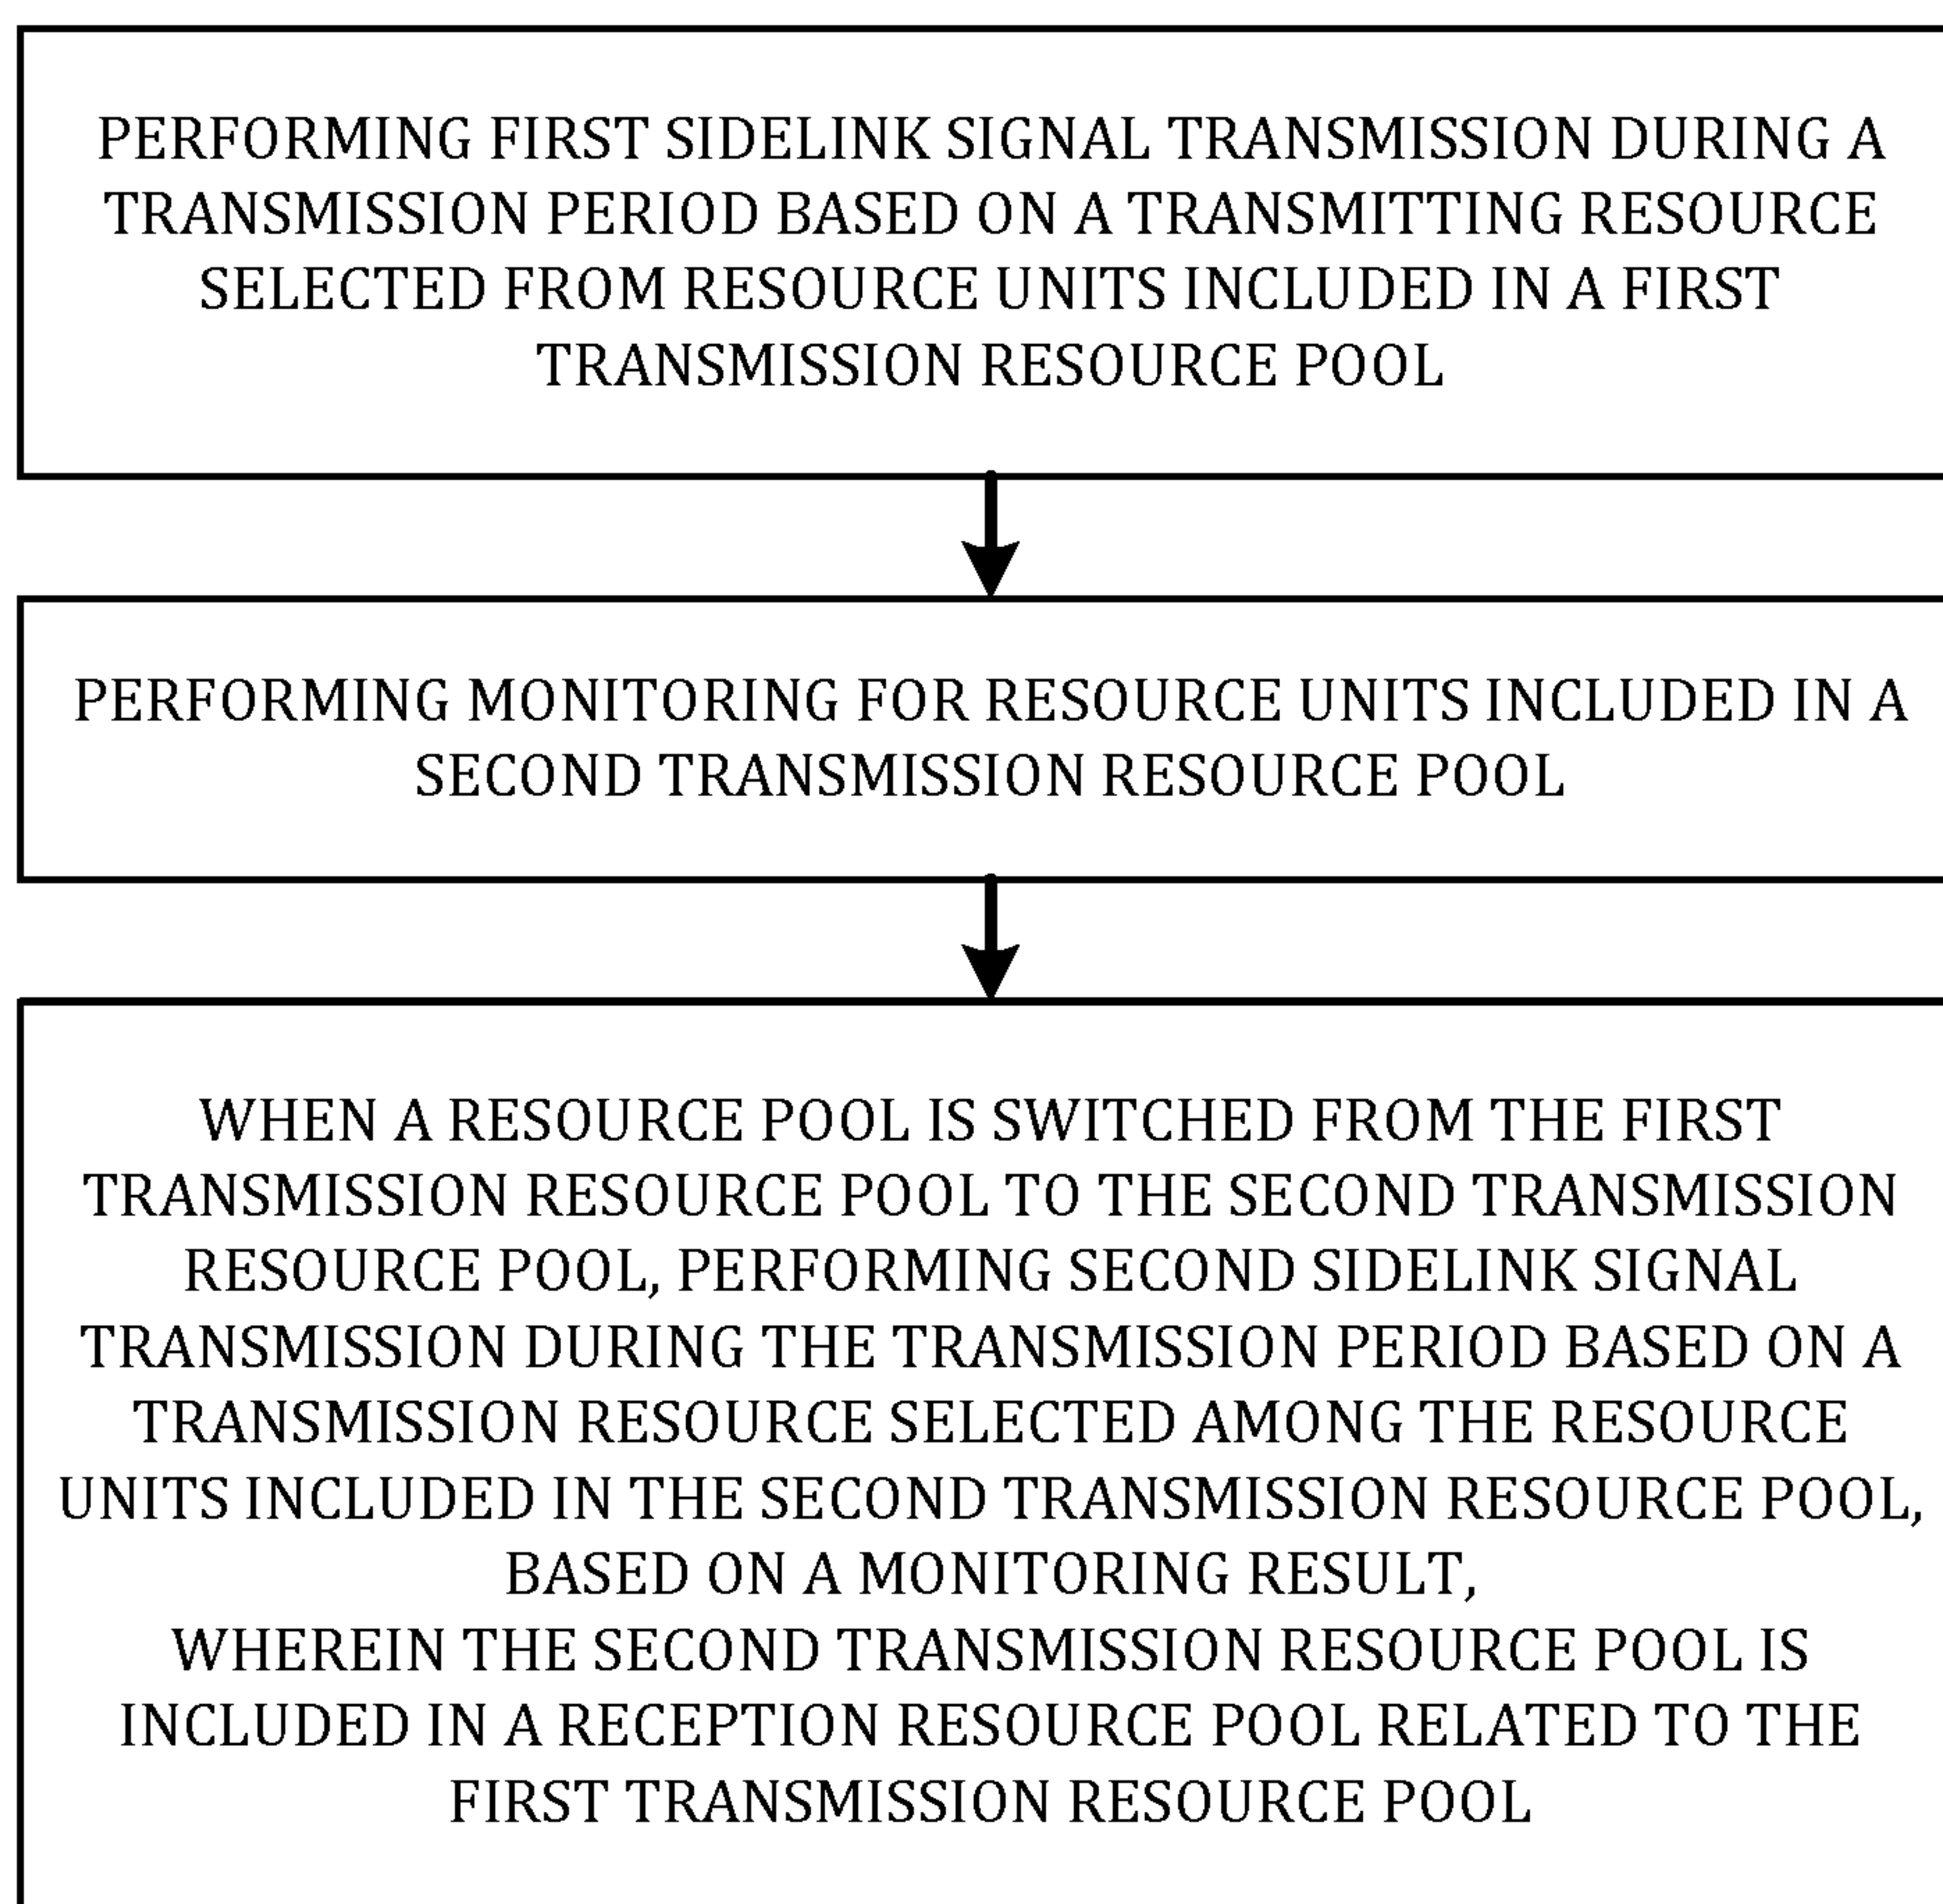 PERFORMING FIRST SIDELINK SIGNAL TRANSMISSION DURING A
TRANSMISSION PERIOD BASED ON A TRANSMITTING RESOURCE
SELECTED FROM RESOURCE UNITS INCLUDED IN A FIRST
TRANSMISSION RESOURCE POOL
PERFORMING MONITORING FOR RESOURCE UNITS INCLUDED IN A
SECOND TRANSMISSION RESOURCE POOL
WHEN A RESOURCE POOL IS SWITCHED FROM THE FIRST
TRANSMISSION RESOURCE POOL TO THE SECOND TRANSMISSION
RESOURCE POOL, PERFORMING SECOND SIDELINK SIGNAL
TRANSMISSION DURING THE TRANSMISSION PERIOD BASED ON A
TRANSMISSION RESOURCE SELECTED AMONG THE RESOURCE
UNITS INCLUDED IN THE SECOND TRANSMISSION RESOURCE POOL,
BASED ON A MONITORING RESULT,
WHEREIN THE SECOND TRANSMISSION RESOURCE POOL IS
INCLUDED IN A RECEPTION RESOURCE POOL RELATED TO THE
FIRST TRANSMISSION RESOURCE POOL